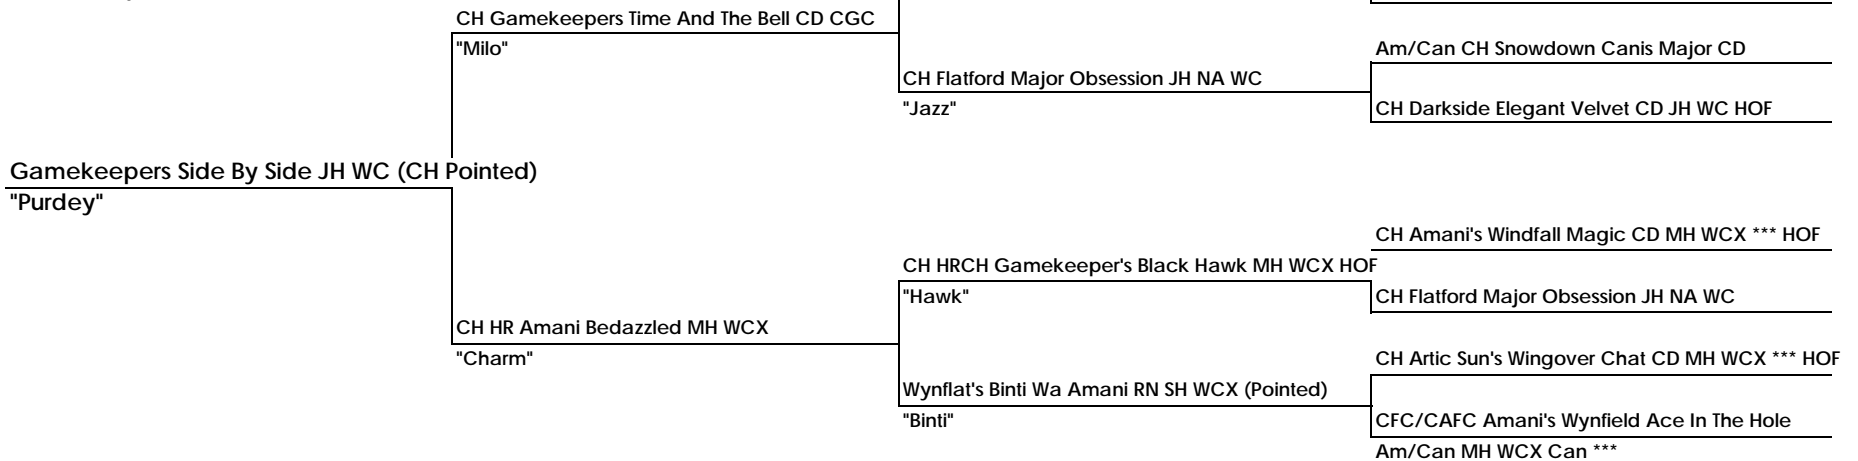 CH Gamekeepers Time And The Bell CD CGC
"Milo"
Am/Can CH Snowdown Canis Major CD
CH Flatford Major Obsession JH NA WC
"Jazz"
CH Darkside Elegant Velvet CD JH WC HOF
Gamekeepers Side By Side JH WC (CH Pointed)
"Purdey"
CH Amani's Windfall Magic CD MH WCX *** HOF
CH HRCH Gamekeeper's Black Hawk MH WCX HOF
"Hawk"
CH Flatford Major Obsession JH NA WC
CH HR Amani Bedazzled MH WCX
"Charm"
CH Artic Sun's Wingover Chat CD MH WCX *** HOF
Wynflat's Binti Wa Amani RN SH WCX (Pointed)
"Binti"
CFC/CAFC Amani's Wynfield Ace In The Hole
Am/Can MH WCX Can ***